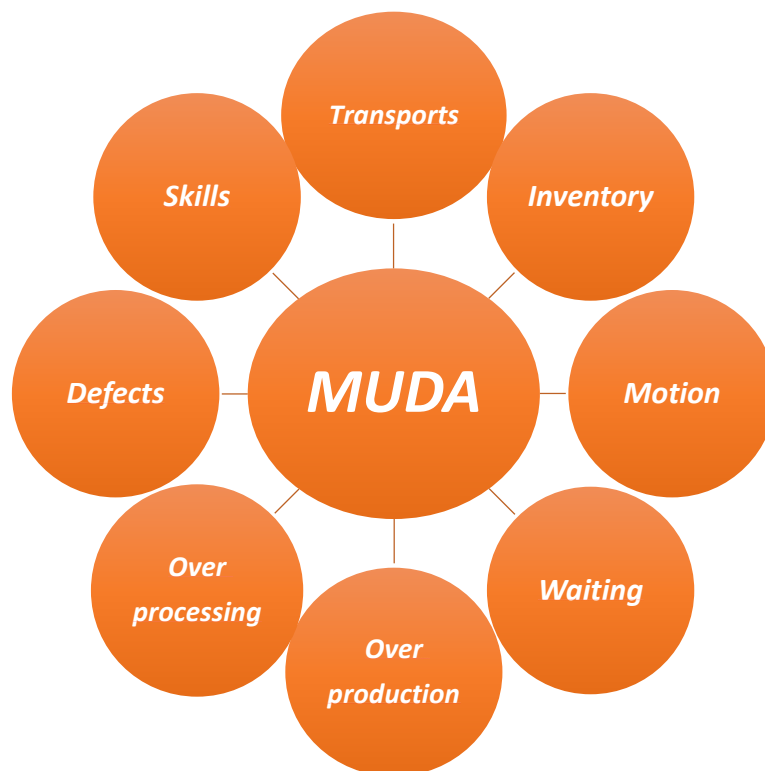 Transports
Skills
Inventory
MUDA
Defects
Motion
Over
processing
Waiting
Over
production